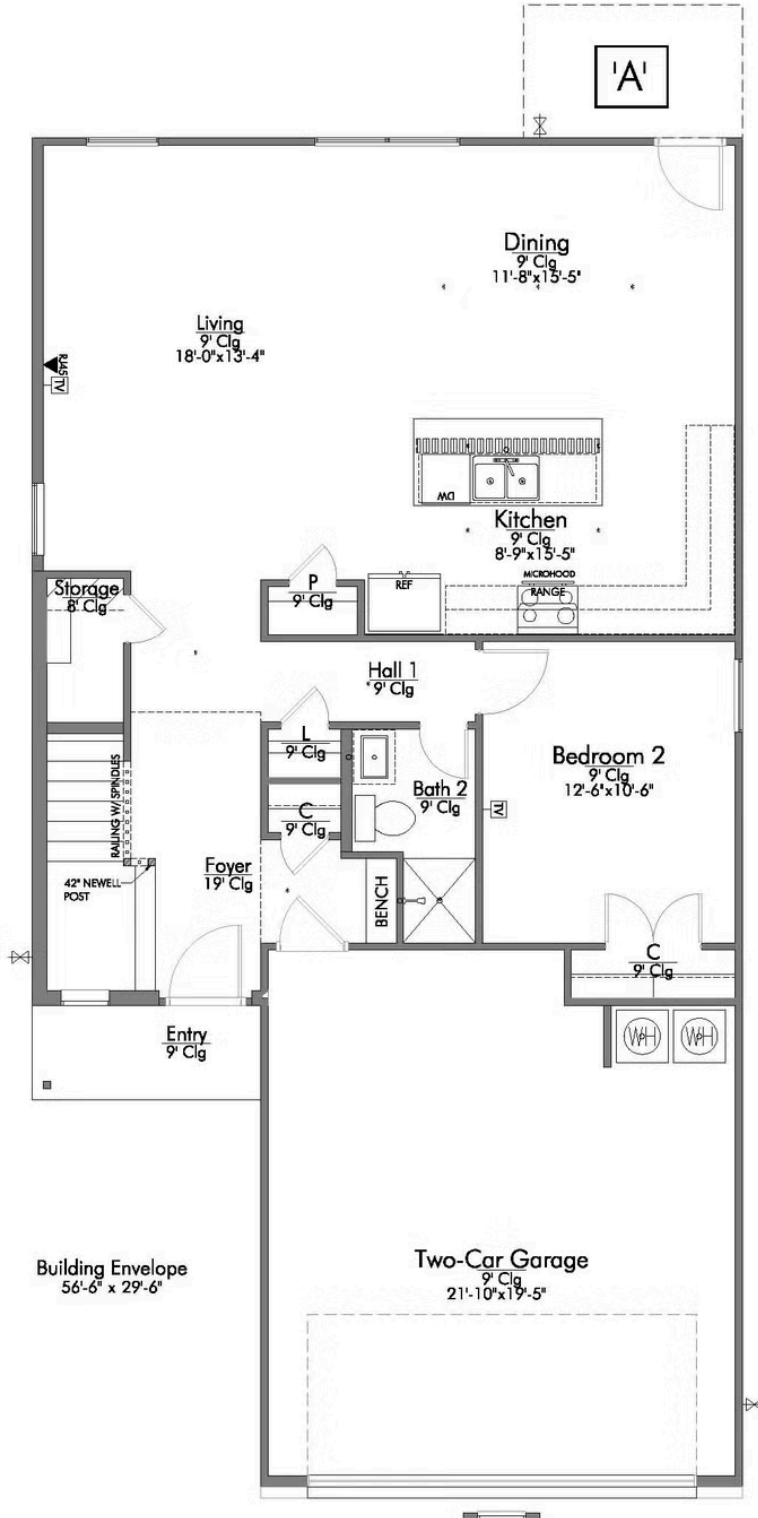 'A'
Dining
9' Clg
11'-8"x15'-5"
Living
9' Clg
18'-0"x13'-4"
RJ45
TV
DW
Kitchen
9' Clg
8'-9"x15'-5"
MICROHOOD
RANGE
REF
P
9' Clg
Storage
8' Clg
Hall 1
9' Clg
L
9' Clg
Bath 2
9' Clg
Bedroom 2
9' Clg
12'-6"x10'-6"
TV
RAILING W/ SPINDLES
C
9' Clg
42" NEWELL
POST
Foyer
19' Clg
BENCH
C
9' Clg
WH
WH
Entry
9' Clg
Building Envelope
56'-6" x 29'-6"
Two-Car Garage
9' Clg
21'-10"x19'-5"